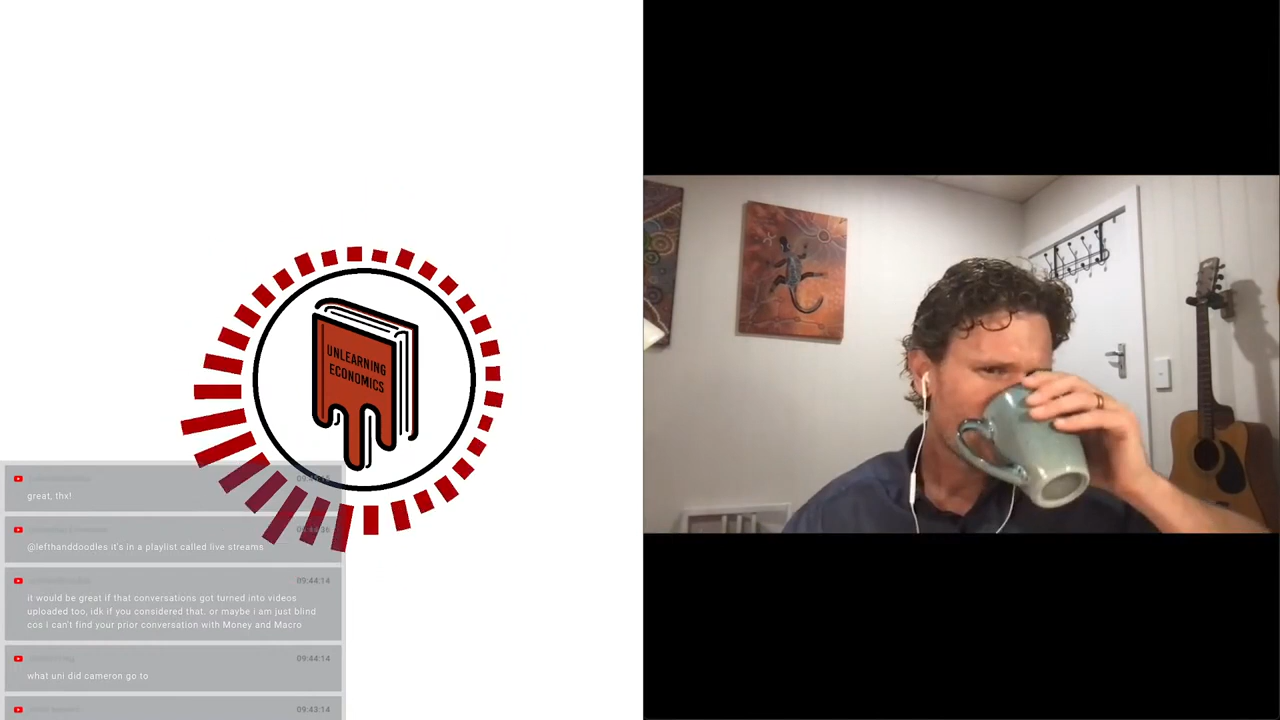 UNLEARNING
ECONOMICS
great, thx!
@lefthanddoodles it's in a playlist called live streams
09:44:14
it would be great if that conversations got turned into videos
uploaded too, idk if you considered that. or maybe i am just blind
cos I can't find your prior conversation with Money and Macro
09:44:14
what uni did cameron go to
09:43:14